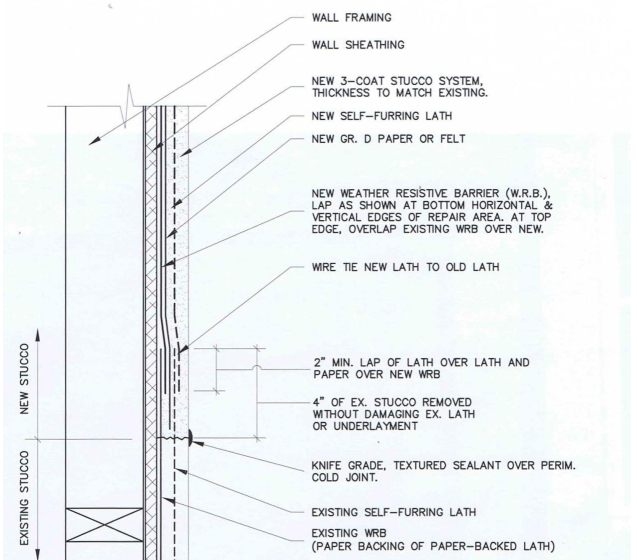 WALL FRAMING
WALL SHEATHING
NEW 3-COAT STUCCO SYSTEM,
THICKNESS TO MATCH EXISTING.
NEW SELF-FURRING LATH
NEW GR. D PAPER OR FELT
NEW WEATHER RESISTIVE BARRIER (W.R.B.),
LAP AS SHOWN AT BOTTOM HORIZONTAL &
VERTICAL EDGES OF REPAIR AREA. AT TOP
EDGE, OVERLAP EXISTING WRB OVER NEW.
WIRE TIE NEW LATH TO OLD LATH
2" MIN. LAP OF LATH OVER LATH AND
PAPER OVER NEW WRB
4" OF EX. STUCCO REMOVED
WITHOUT DAMAGING EX. LATH
OR UNDERLAYMENT
KNIFE GRADE, TEXTURED SEALANT OVER PERIM.
COLD JOINT.
EXISTING SELF-FURRING LATH
EXISTING WRB
(PAPER BACKING OF PAPER-BACKED LATH)
NEW STUCCO
EXISTING STUCCO